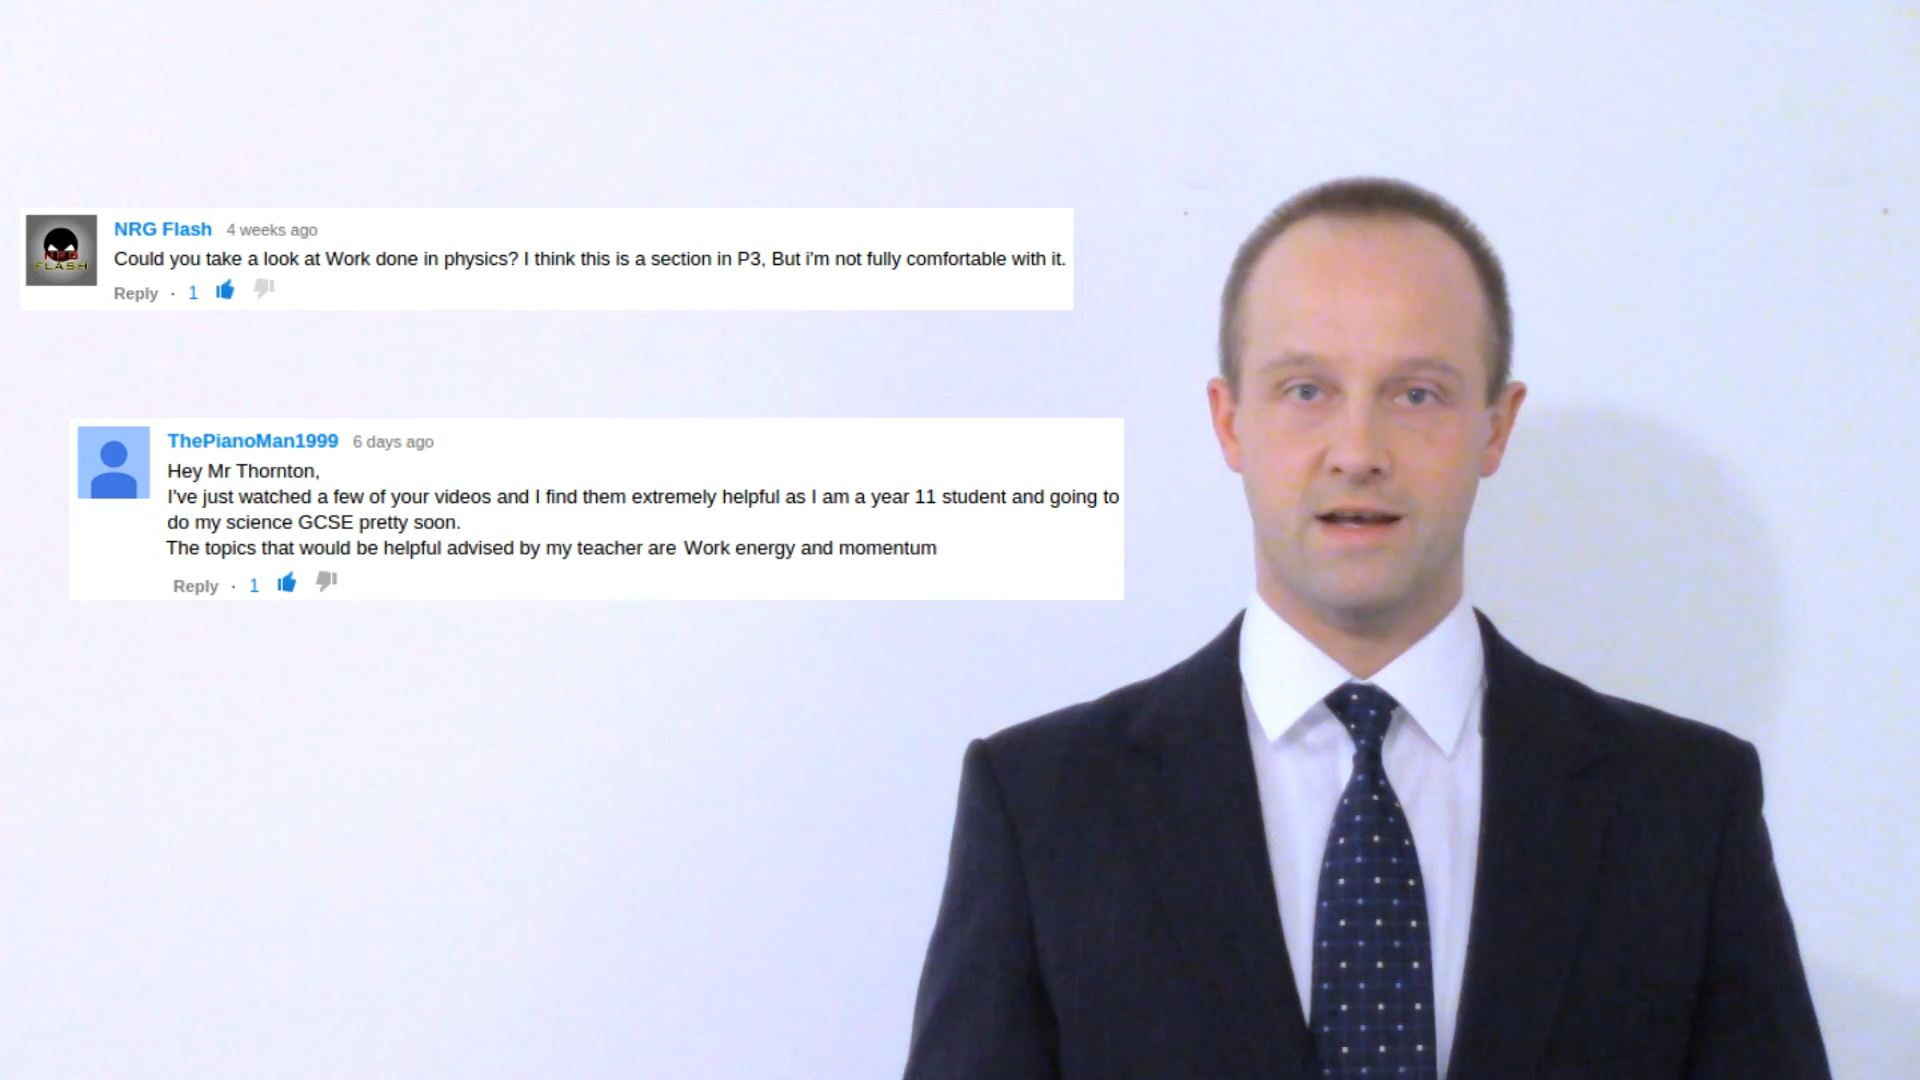 NRG FLASH
NRG Flash 4 weeks ago
Could you take a look at Work done in physics? I think this is a section in P3, But i'm not fully comfortable with it.
Reply · 1
ThePianoMan1999 6 days ago
Hey Mr Thornton,
I've just watched a few of your videos and I find them extremely helpful as I am a year 11 student and going to
do my science GCSE pretty soon.
The topics that would be helpful advised by my teacher are Work energy and momentum
Reply · 1